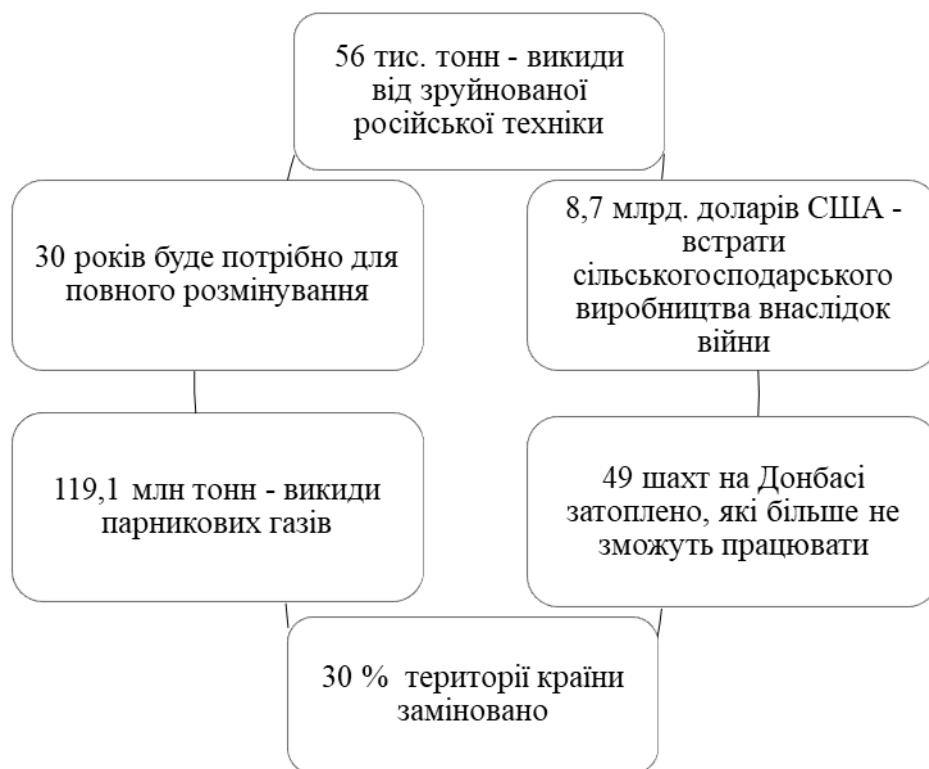 56 тис. тонн - викиди
від зруйнованої
російської техніки
30 років буде потрібно для
повного розмінування
8,7 млрд. доларів США -
встрати
сільськогосподарського
виробництва внаслідок
війни
119,1 млн тонн - викиди
парникових газів
49 шахт на Донбасі
затоплено, які більше не
зможуть працювати
30 % території країни
заміновано